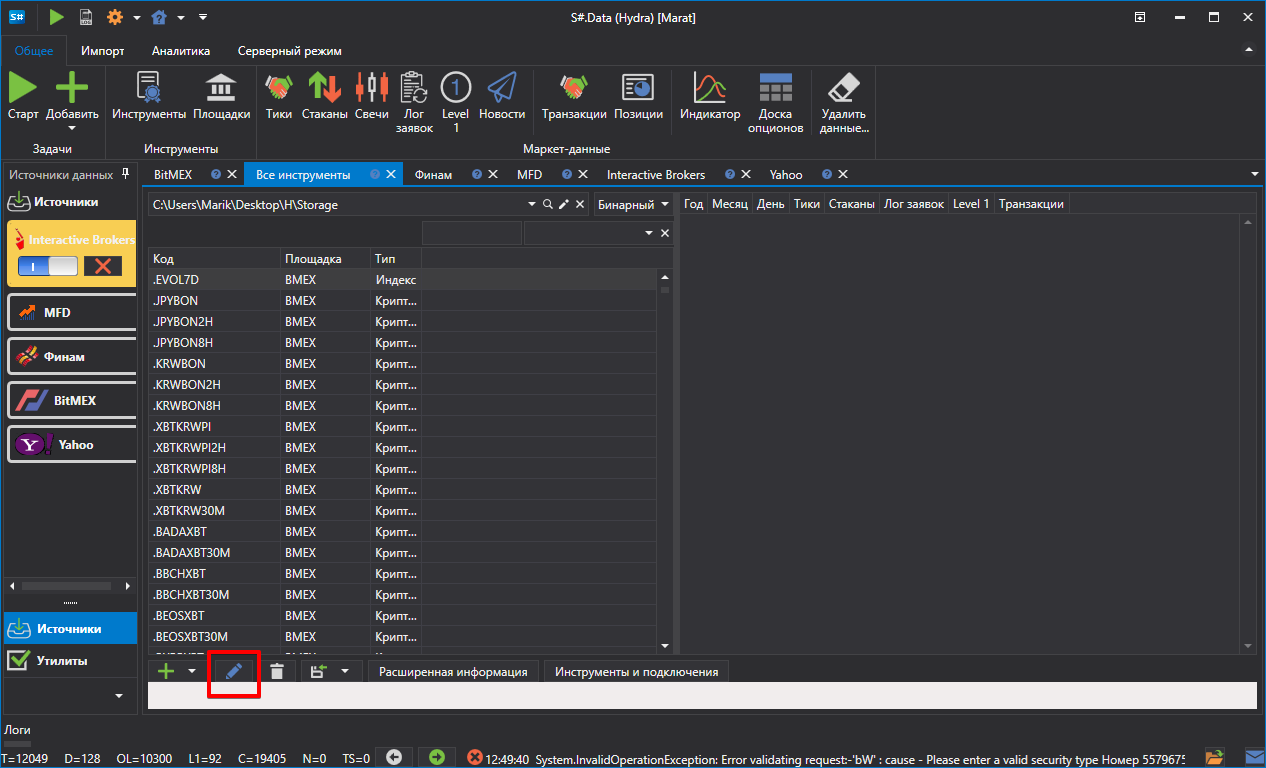 S#
LOG
S#.Data (Hydra) [Marat]
Общее Импорт Аналитика Серверный режим
Старт Добавить Инструменты Площадки Тики Стаканы Свечи Лог заявок Level 1 Новости Транзакции Позиции Индикатор Доска опционов Удалить данные...
Задачи Инструменты Маркет-данные
Источники данных
BitMEX Все инструменты Финам MFD Interactive Brokers Yahoo
Источники
C:\Users\Marik\Desktop\H\Storage Бинарный
Год Месяц День Тики Стаканы Лог заявок Level 1 Транзакции
Interactive Brokers
MFD
Финам
BitMEX
Yahoo
Код Площадка Тип
.EVOL7D BMEX Индекс
.JPYBON BMEX Крипт...
.JPYBON2H BMEX Крипт...
.JPYBON8H BMEX Крипт...
.KRWBON BMEX Крипт...
.KRWBON2H BMEX Крипт...
.KRWBON8H BMEX Крипт...
.XBTKRWPI BMEX Крипт...
.XBTKRWPI2H BMEX Крипт...
.XBTKRWPI8H BMEX Крипт...
.XBTKRW BMEX Крипт...
.XBTKRW30M BMEX Крипт...
.BADAXBT BMEX Крипт...
.BADAXBT30M BMEX Крипт...
.BBCHXBT BMEX Крипт...
.BBCHXBT30M BMEX Крипт...
.BEOSXBT BMEX Крипт...
.BEOSXBT30M BMEX Крипт...
Источники
Утилиты
Расширенная информация Инструменты и подключения
Логи
T=12049 D=128 OL=10300 L1=92 C=19405 N=0 TS=0 12:49:40 System.InvalidOperationException: Error validating request:-'bW' : cause - Please enter a valid security type Номер 5579675